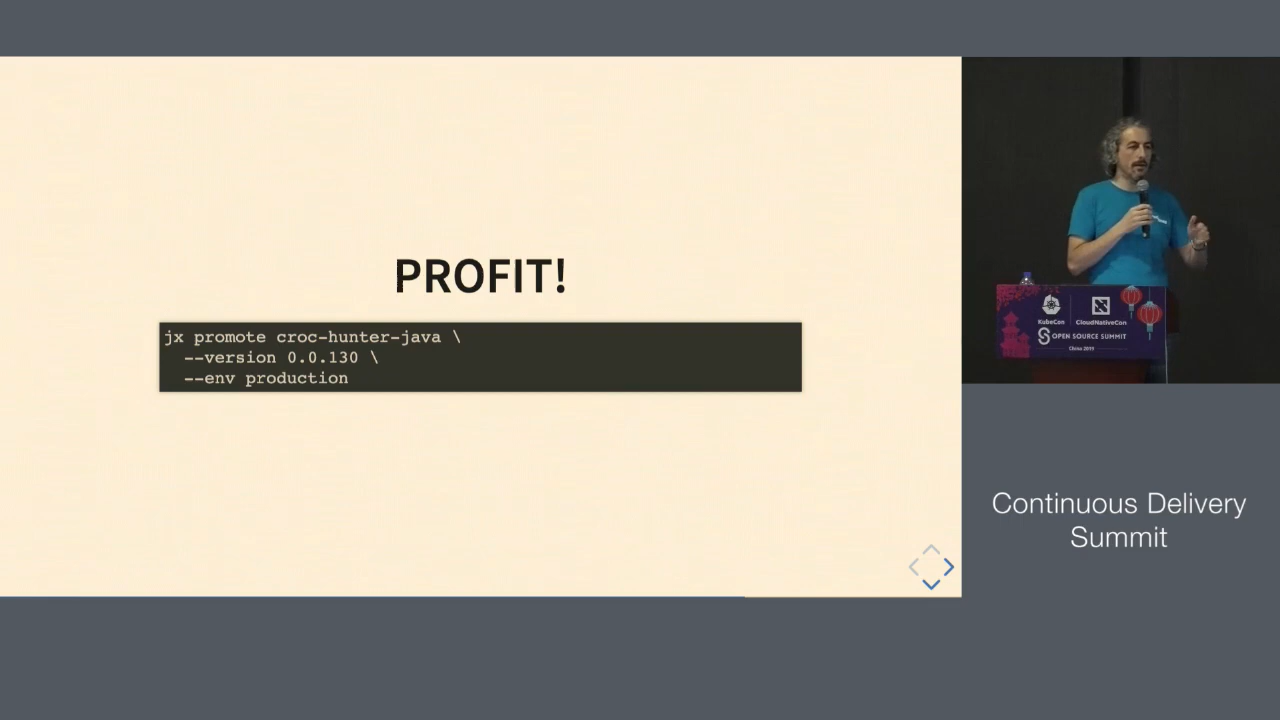 PROFIT!
jx promote croc-hunter-java \
--version 0.0.130 \
--env production
KubeCon
CloudNativeCon
OPEN SOURCE SUMMIT
China 2019
Continuous Delivery
Summit